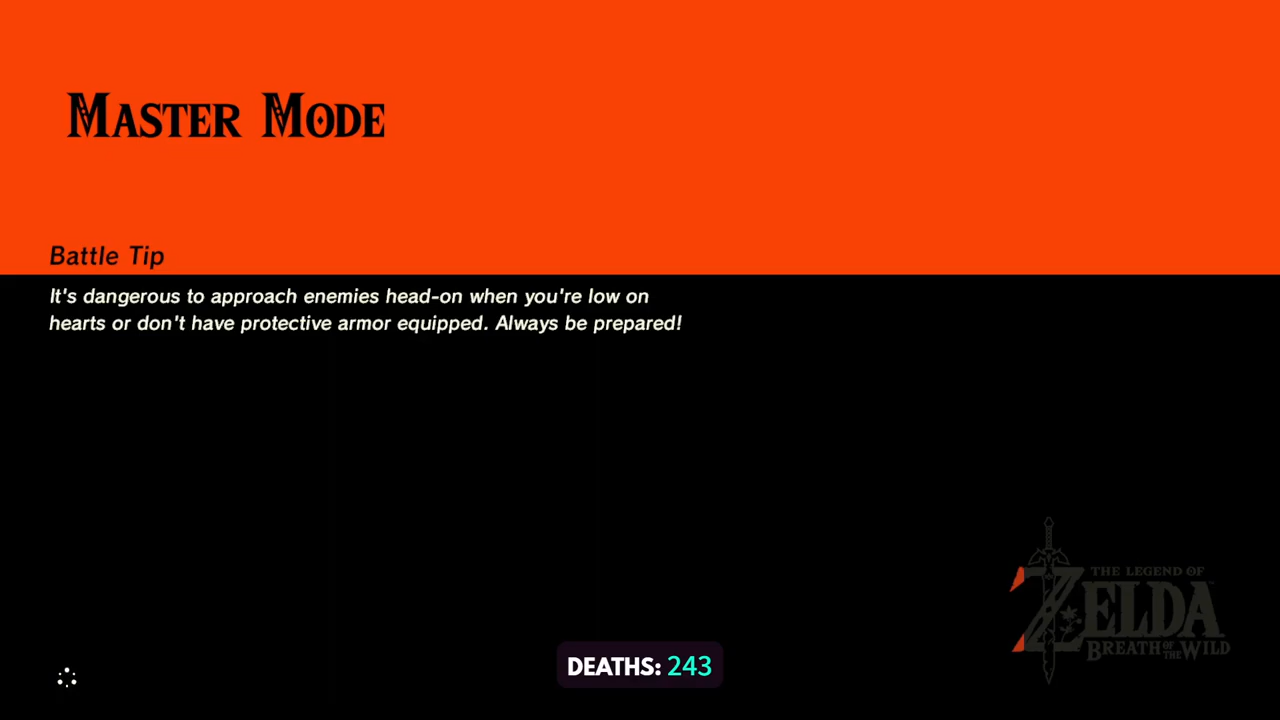 MASTER MODE
Battle Tip
It's dangerous to approach enemies head-on when you're low on
hearts or don't have protective armor equipped. Always be prepared!
THE LEGEND OF
ZELDA
BREATH OF THE WILD
DEATHS: 243